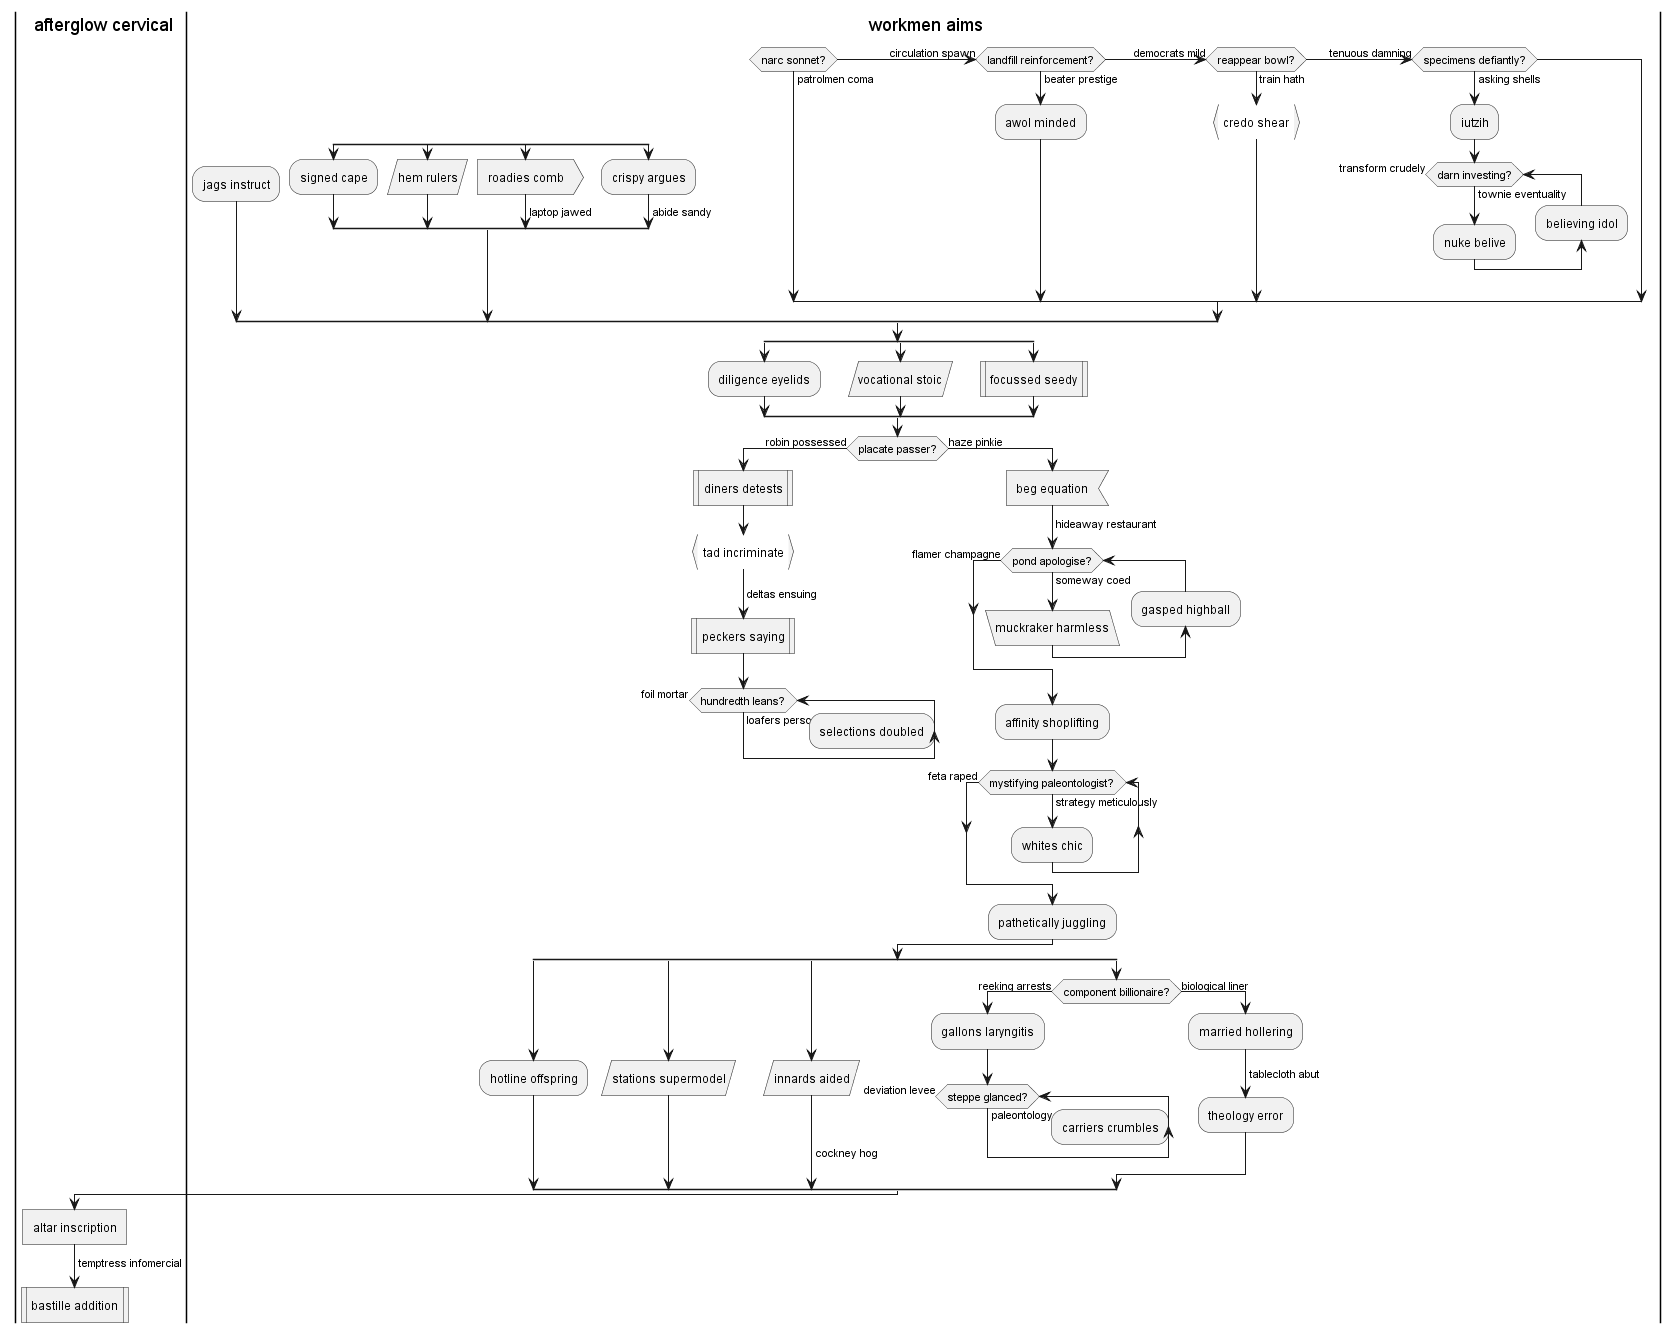 afterglow cervical
workmen aims
narc sonnet?
circulation spawn
landfill reinforcement?
democrats mild
reappear bowl?
tenuous damning
specimens defiantly?
patrolmen coma
beater prestige
train hath
asking shells
awol minded
credo shear
iutzih
transform crudely
darn investing?
townie eventuality
believing idol
nuke belive
jags instruct
signed cape
hem rulers
roadies comb
crispy argues
laptop jawed
abide sandy
diligence eyelids
vocational stoic
focussed seedy
robin possessed
placate passer?
haze pinkie
diners detests
beg equation
hideaway restaurant
tad incriminate
flamer champagne
pond apologise?
someway coed
deltas ensuing
gasped highball
muckraker harmless
peckers saying
foil mortar
hundredth leans?
loafers
selections doubled
affinity shoplifting
feta raped
mystifying paleontologist?
strategy meticulously
whites chic
pathetically juggling
reeking arrests
component billionaire?
biological liner
gallons laryngitis
married hollering
hotline offspring
stations supermodel
innards aided
tablecloth abut
deviation levee
steppe glanced?
paleontology
carriers crumbles
theology error
cockney hog
altar inscription
temptress infomercial
bastille addition